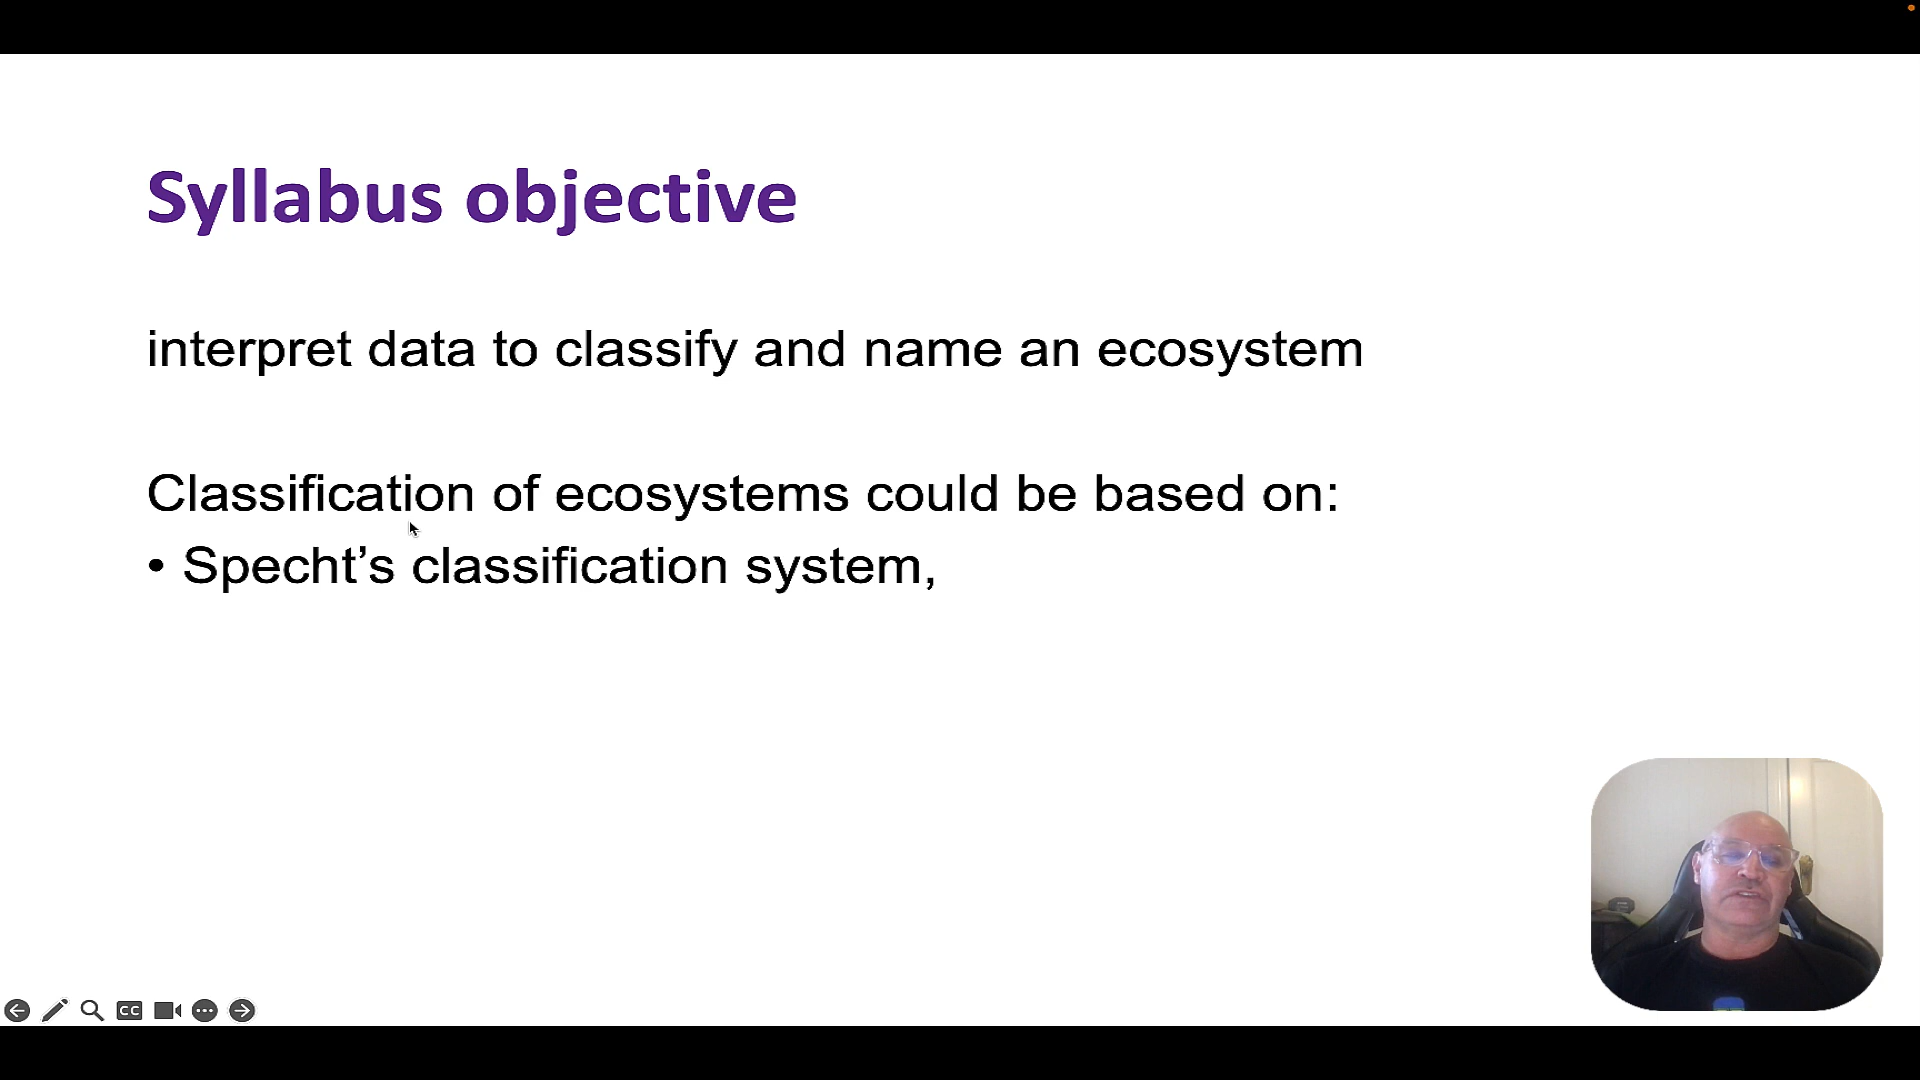 Syllabus objective
interpret data to classify and name an ecosystem
Classification of ecosystems could be based on:
• Specht’s classification system,
CC